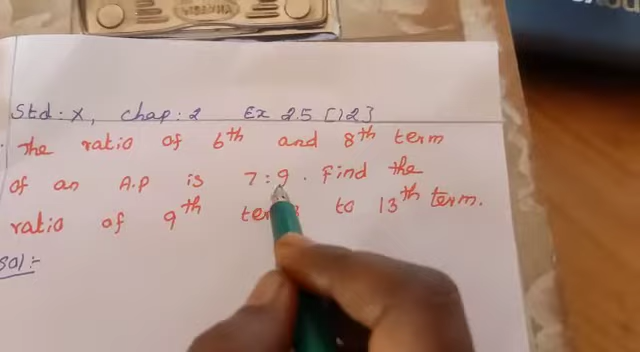 Std: X, Chap: 2 Ex 2.5 [12]
The ratio of 6th and 8th term
of an A.P is 7:9. Find the
ratio of 9th to 13th term.
Sol:-